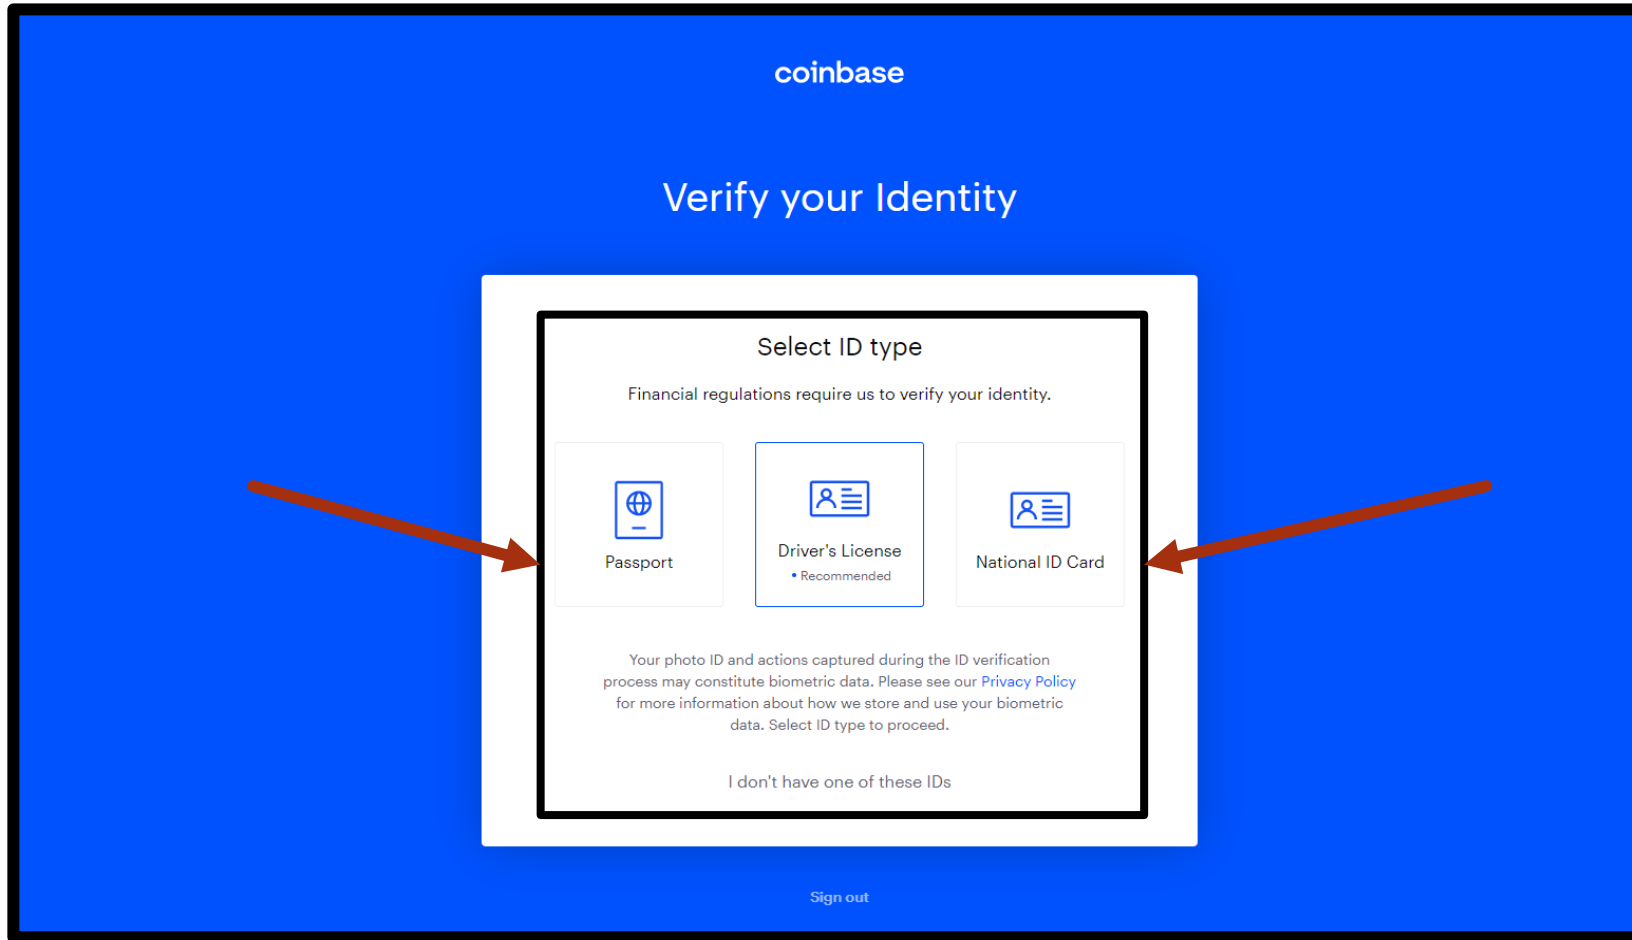 coinbase
Verify your Identity
Select ID type
Financial regulations require us to verify your identity.
Passport
Driver's License
• Recommended
National ID Card
Your photo ID and actions captured during the ID verification
process may constitute biometric data. Please see our Privacy Policy
for more information about how we store and use your biometric
data. Select ID type to proceed.
I don't have one of these IDs
Sign out